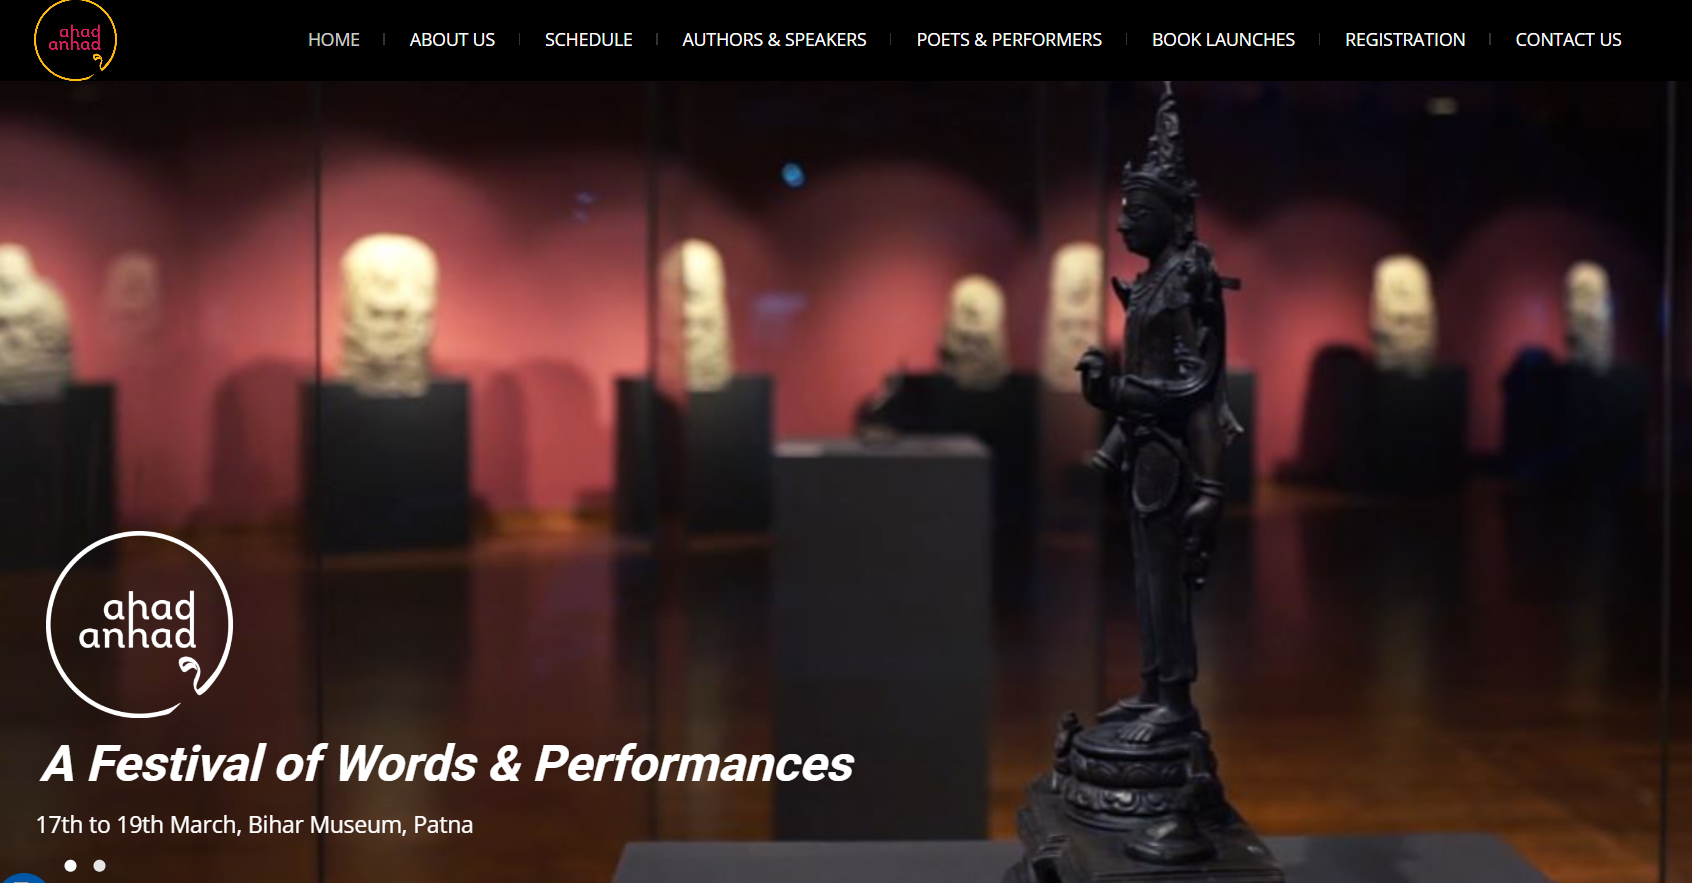 ahad
anhad
HOME
ABOUT US
SCHEDULE
AUTHORS & SPEAKERS
POETS & PERFORMERS
BOOK LAUNCHES
REGISTRATION
CONTACT US
ahad
anhad
A Festival of Words & Performances
17th to 19th March, Bihar Museum, Patna